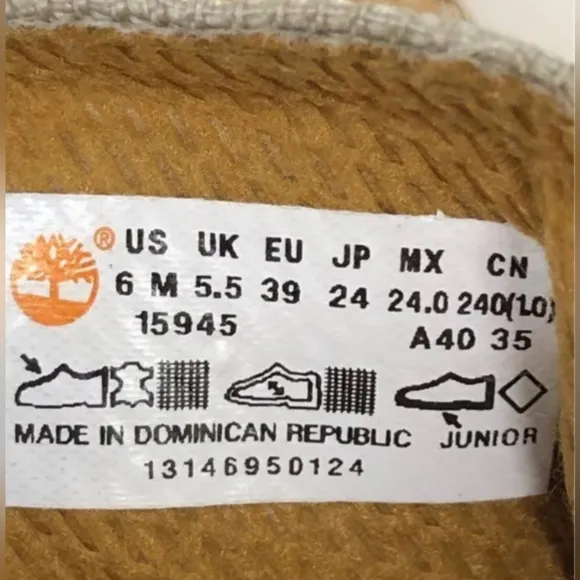 ® US UK EU JP MX CN
6 M 5.5 39 24 24.0 240(1.0)
15945 A40 35
MADE IN DOMINICAN REPUBLIC JUNIOR
13146950124